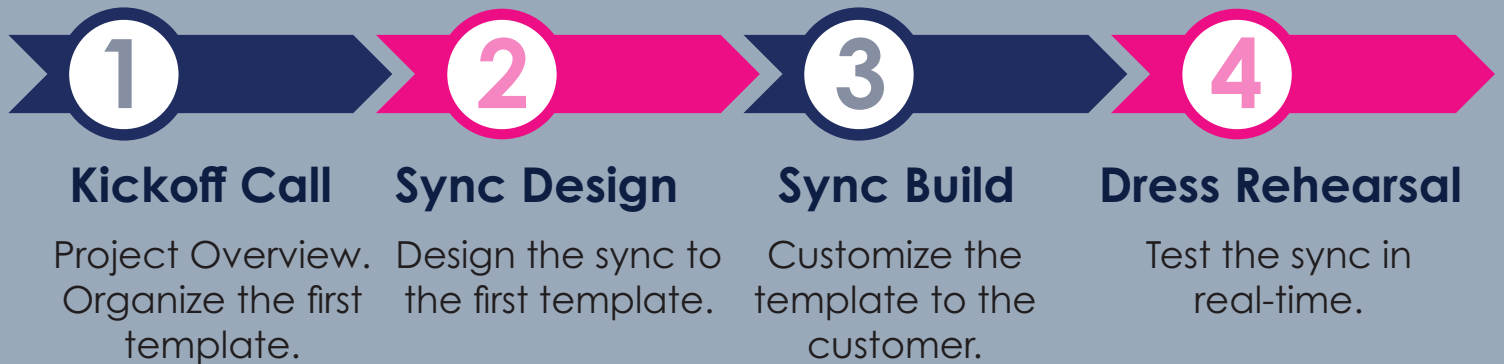 1
2
3
4
Kickoff Call
Project Overview.
Organize the first
template.
Sync Design
Design the sync to
the first template.
Sync Build
Customize the
template to the
customer.
Dress Rehearsal
Test the sync in
real-time.